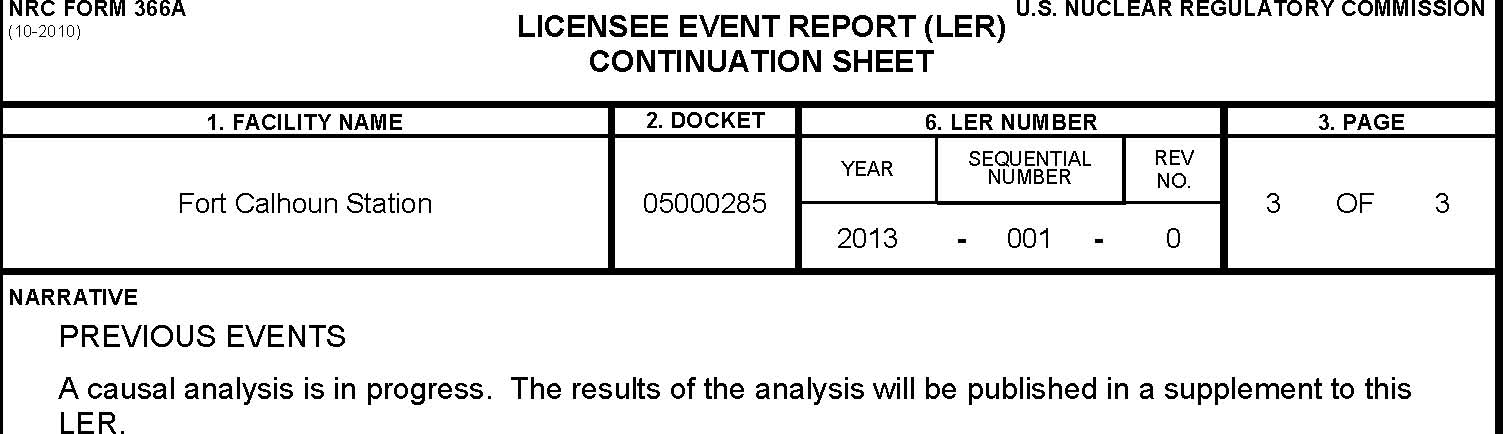 NRC FORM 366A
(10-2010)
U.S. NUCLEAR REGULATORY COMMISSION
LICENSEE EVENT REPORT (LER)
CONTINUATION SHEET
1. FACILITY NAME
2. DOCKET
6. LER NUMBER
3. PAGE
Fort Calhoun Station
05000285
YEAR
SEQUENTIAL
NUMBER
REV
NO.
2013 - 001 - 0
3 OF 3
NARRATIVE
PREVIOUS EVENTS
A causal analysis is in progress. The results of the analysis will be published in a supplement to this
LER.